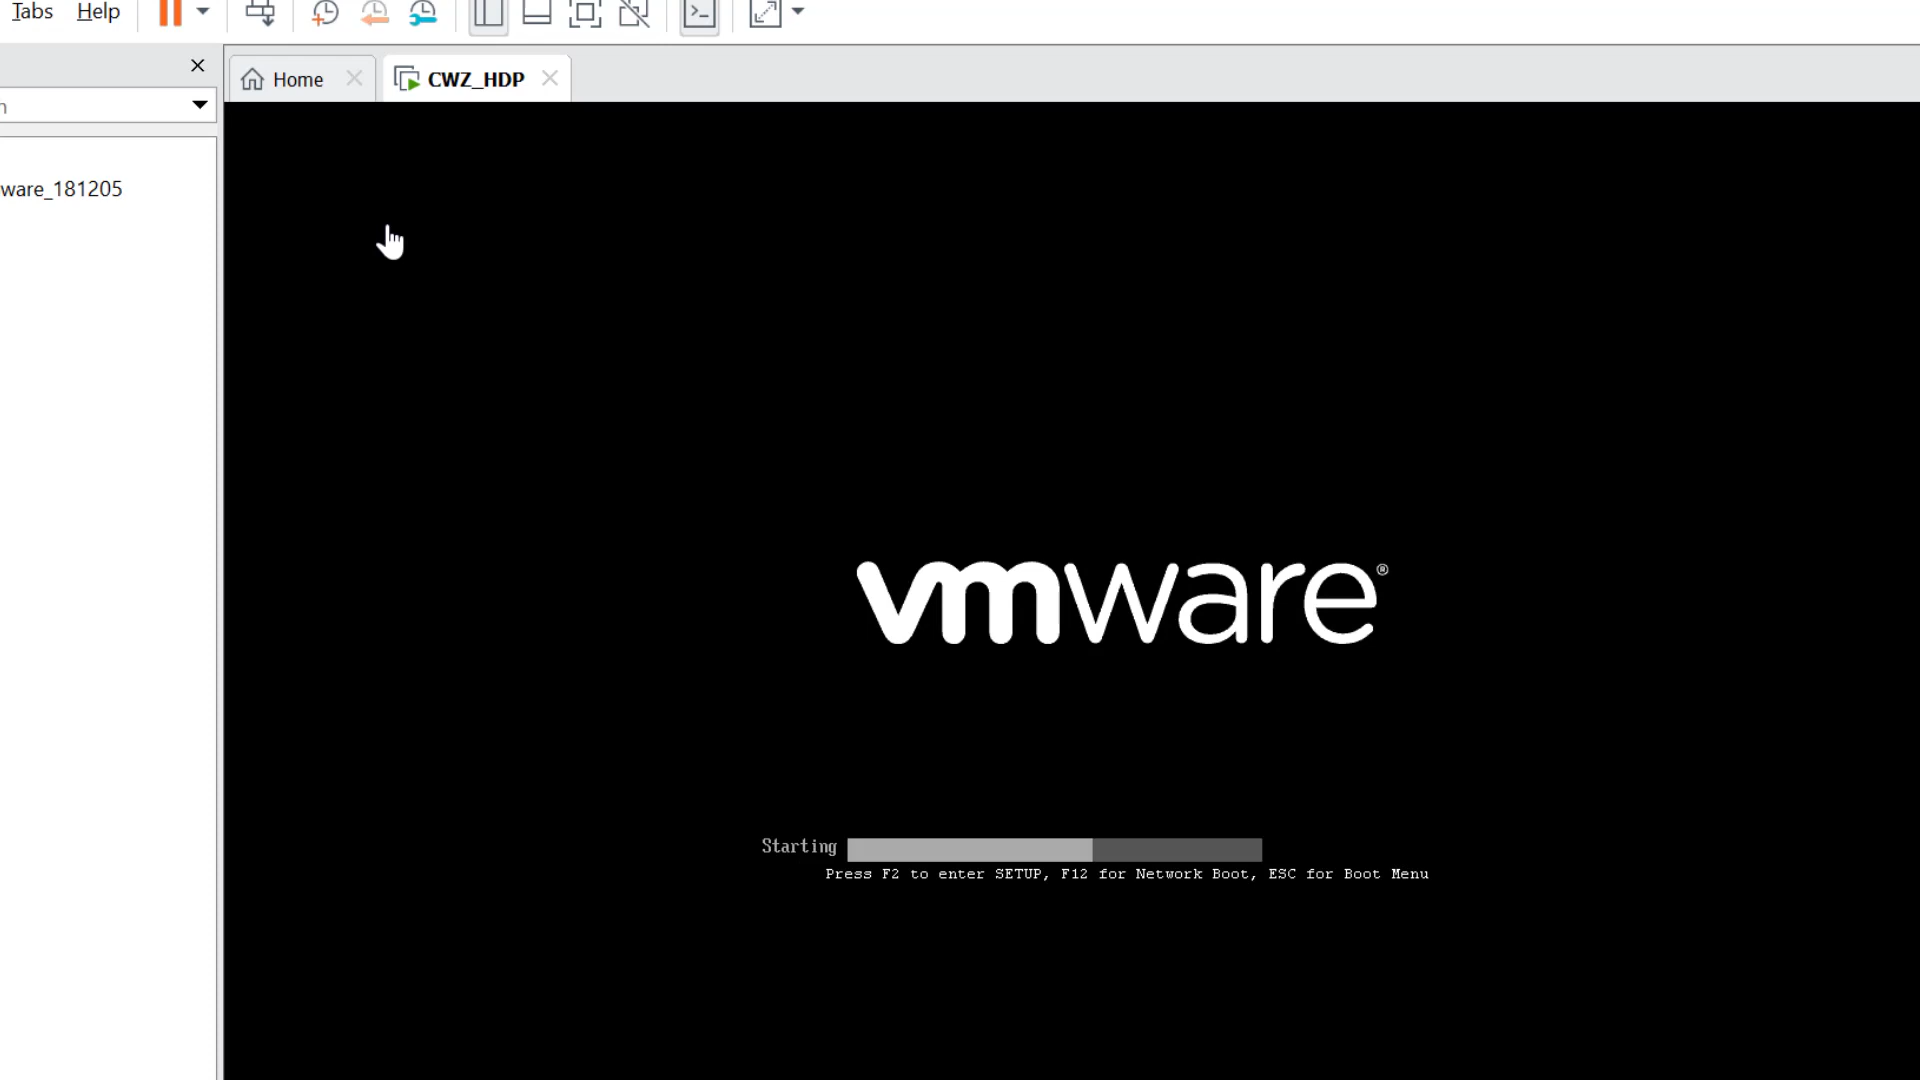 Tabs Help
Home CWZ_HDP
ware_181205
vmware®
Starting
Press F2 to enter SETUP, F12 for Network Boot, ESC for Boot Menu